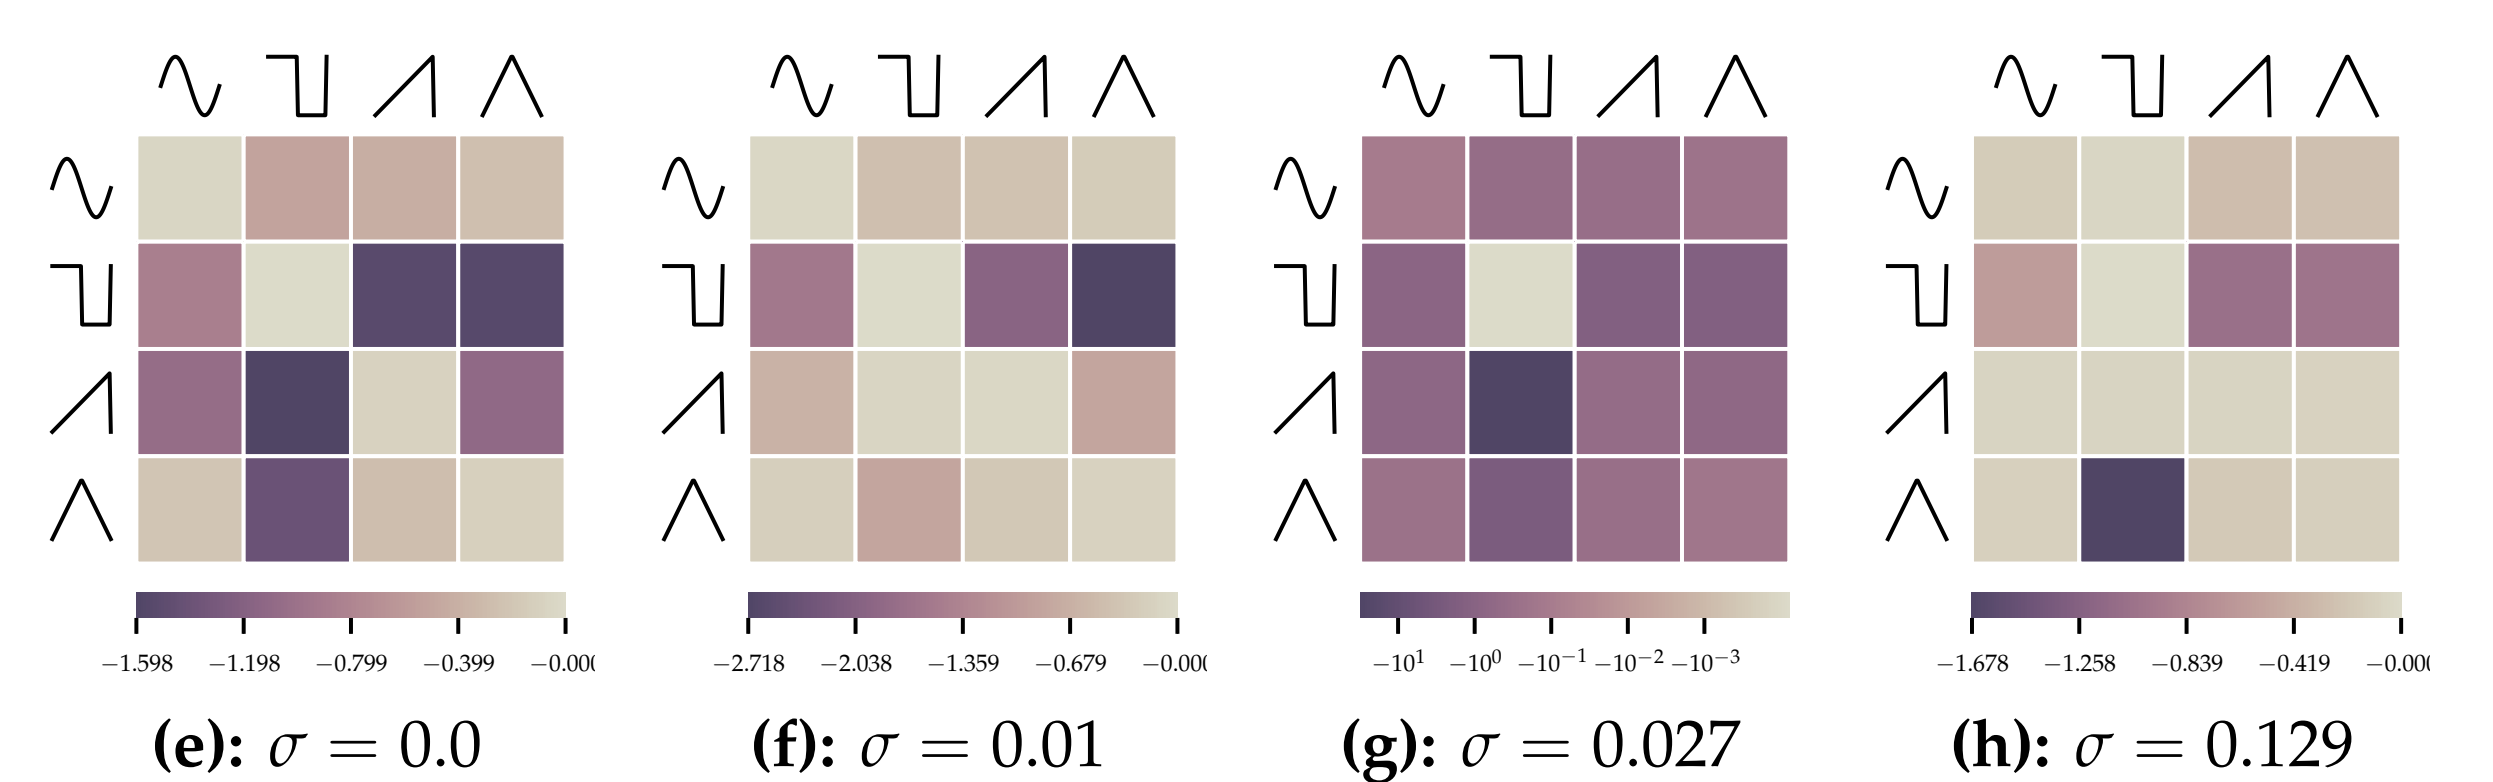 −1.598 −1.198 −0.799 −0.399 −0.00
−2.718 −2.038 −1.359 −0.679 −0.00
−10¹ −10⁰ −10⁻¹ −10⁻² −10⁻³
−1.678 −1.258 −0.839 −0.419 −0.00
(e): σ = 0.0
(f): σ = 0.01
(g): σ = 0.027
(h): σ = 0.129